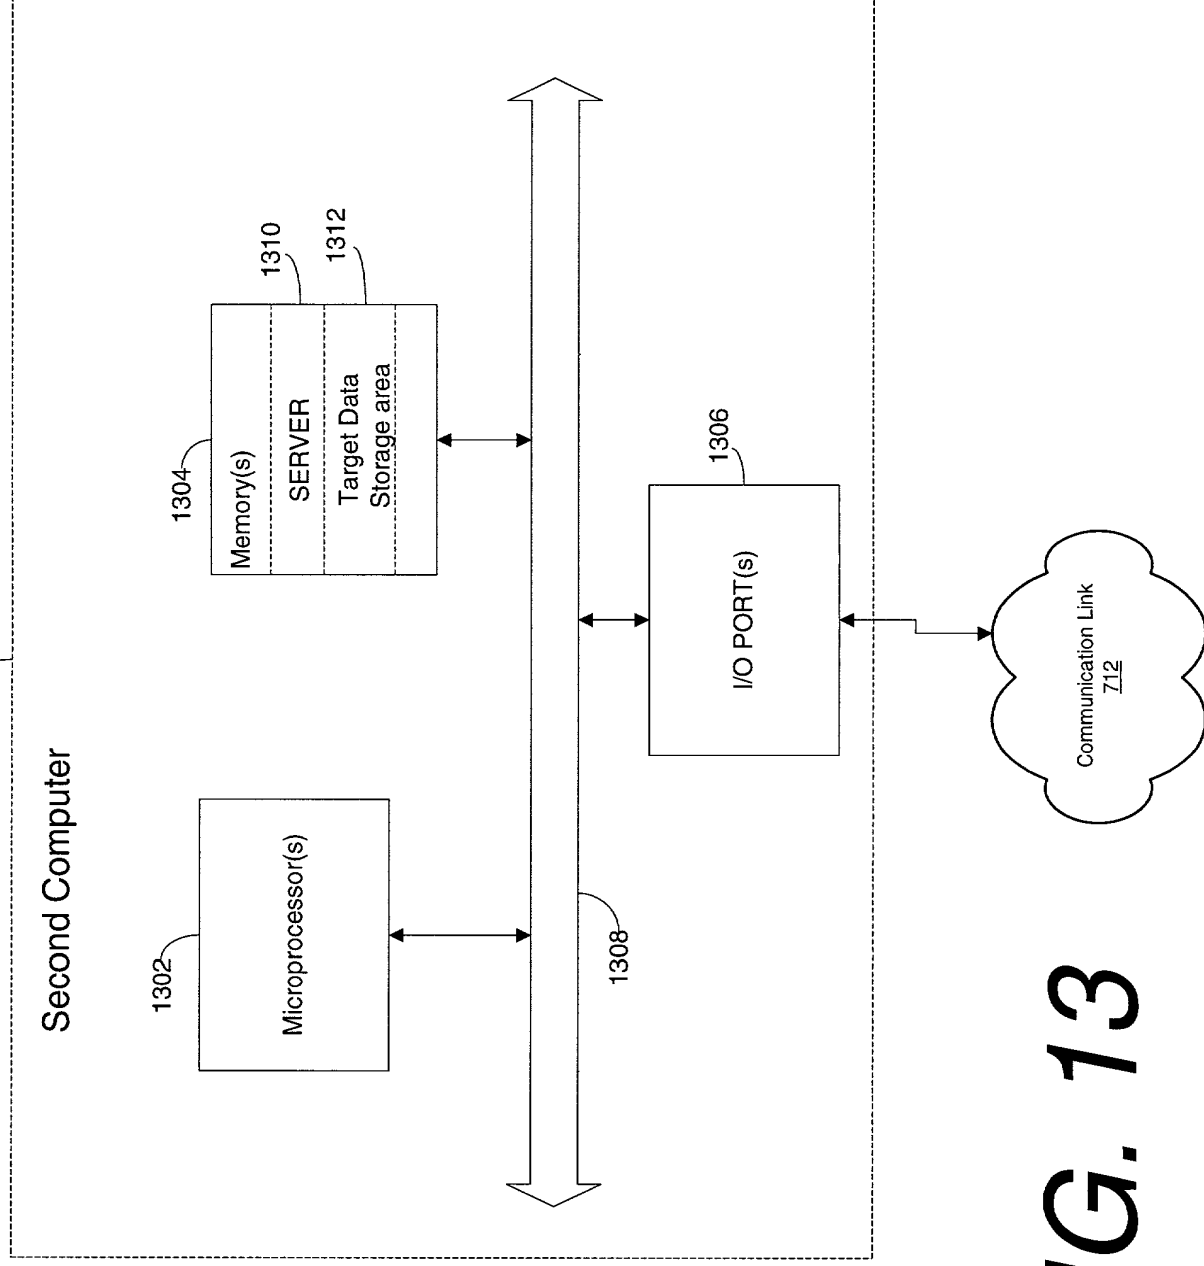 Second Computer
1302
Microprocessor(s)
1304
Memory(s)
SERVER
Target Data
Storage area
1310
1312
1308
I/O PORT(s)
1306
Communication Link
712
G. 13